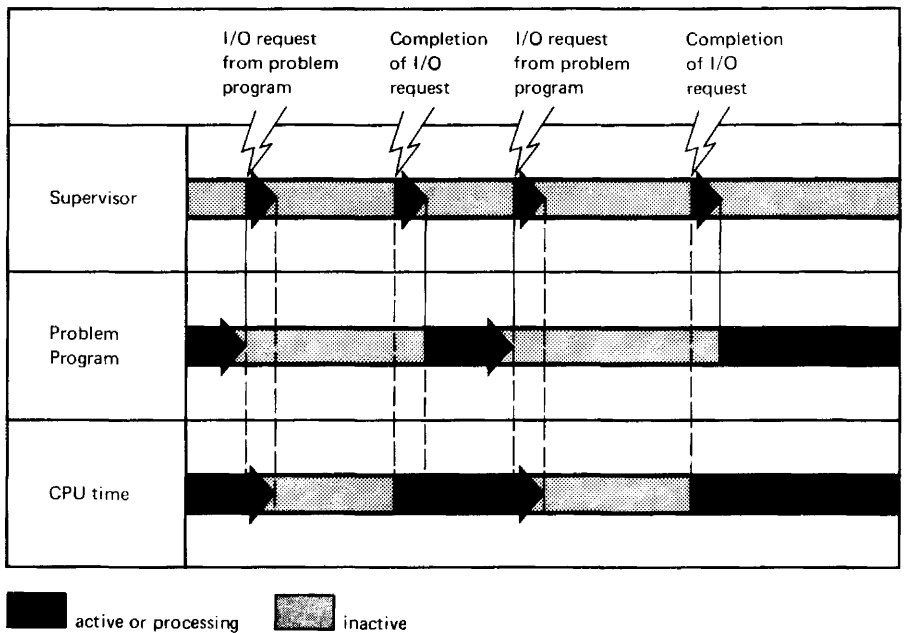 I/O request
from problem
program
Completion
of I/O
request
I/O request
from problem
program
Completion
of I/O
request
Supervisor
Problem
Program
CPU time
active or processing
inactive